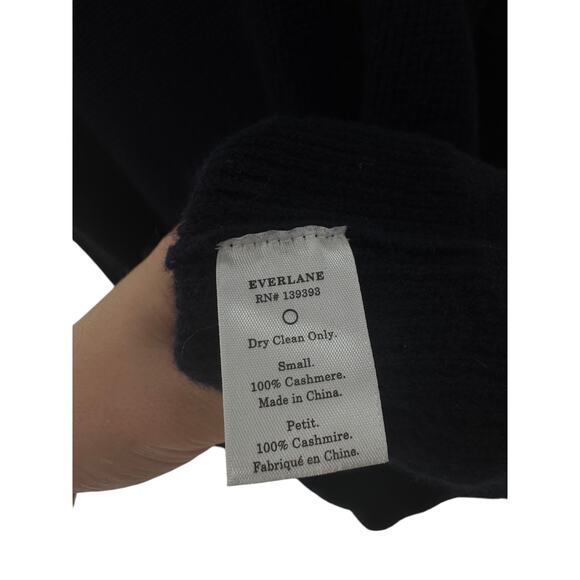 EVERLANE
RN# 139393
Dry Clean Only.
Small.
100% Cashmere.
Made in China.
Petit.
100% Cashmire.
Fabriqué en Chine.